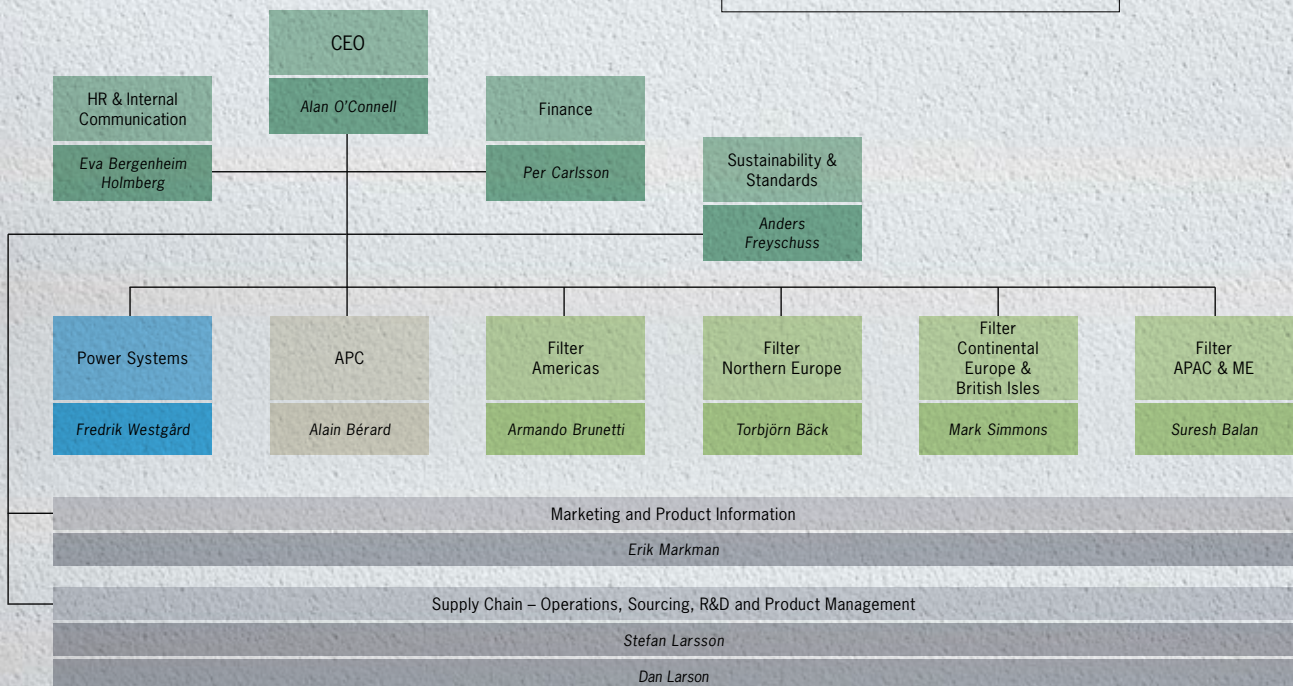 CEO
Alan O'Connell
HR & Internal
Communication
Eva Bergenheim
Holmberg
Finance
Per Carlsson
Sustainability &
Standards
Anders
Freyschuss
Power Systems
Fredrik Westgård
APC
Alain Bérard
Filter
Americas
Armando Brunetti
Filter
Northern Europe
Torbjörn Bäck
Filter
Continental
Europe &
British Isles
Mark Simmons
Filter
APAC & ME
Suresh Balan
Marketing and Product Information
Erik Markman
Supply Chain – Operations, Sourcing, R&D and Product Management
Stefan Larsson
Dan Larson